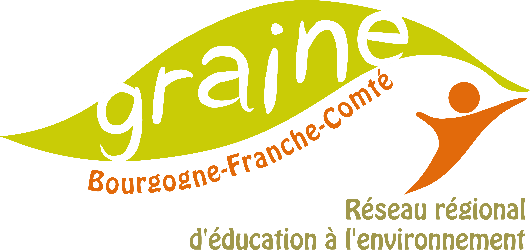 graine
Bourgogne-Franche-Comté
Réseau régional
d'éducation à l'environnement